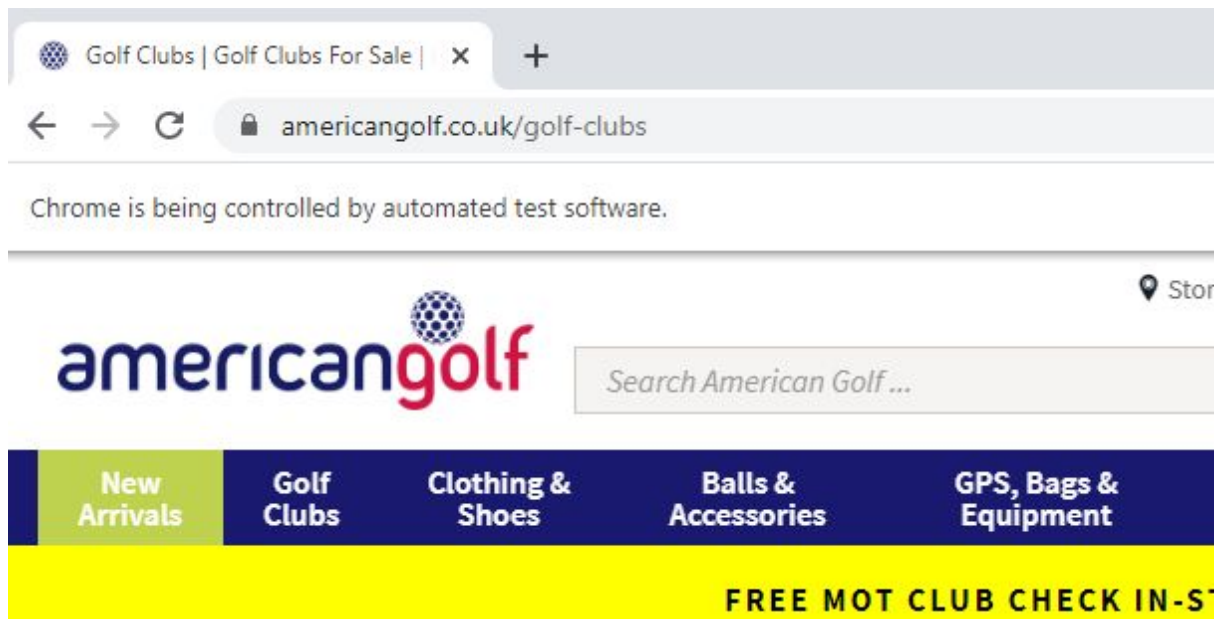 Golf Clubs | Golf Clubs For Sale |
americangolf.co.uk/golf-clubs
Chrome is being controlled by automated test software.
americangolf
Search American Golf ...
New Arrivals
Golf Clubs
Clothing & Shoes
Balls & Accessories
GPS, Bags & Equipment
FREE MOT CLUB CHECK